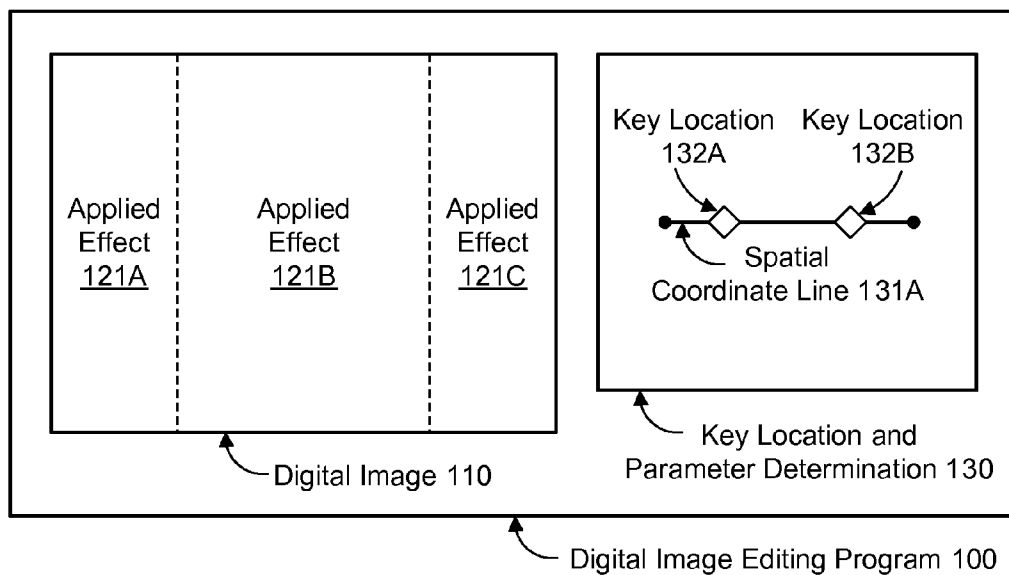 Applied
Effect
121A
Applied
Effect
121B
Applied
Effect
121C
Key Location
132A
Key Location
132B
Spatial
Coordinate Line 131A
Key Location and
Parameter Determination 130
Digital Image 110
Digital Image Editing Program 100